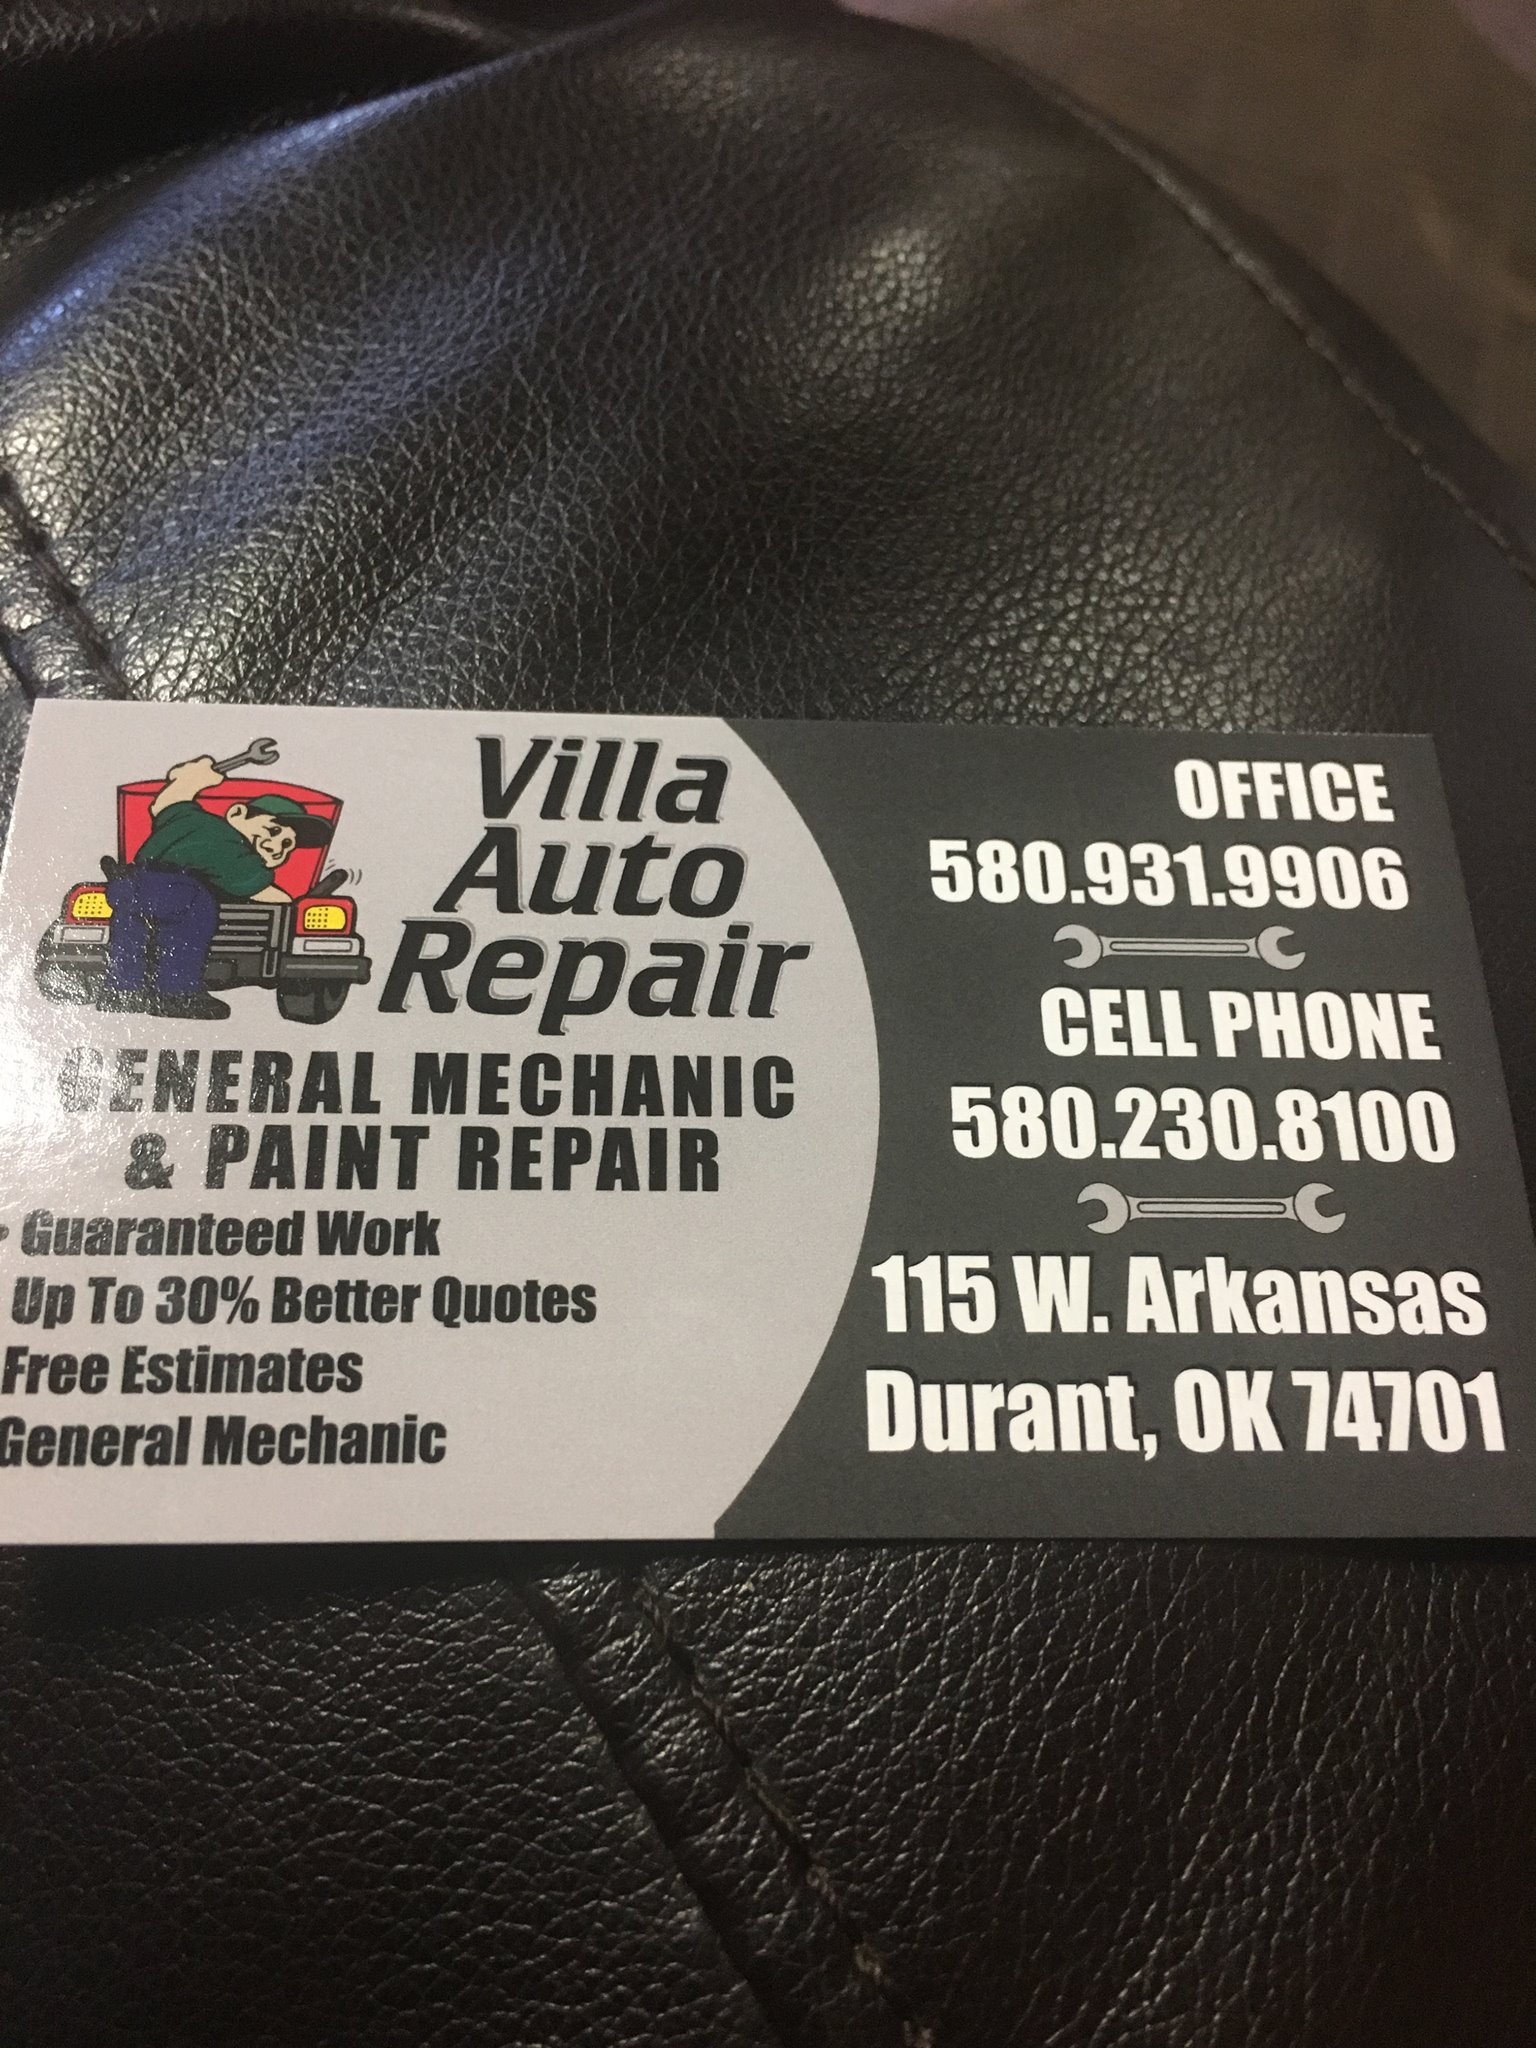 Villa
Auto
Repair
GENERAL MECHANIC
& PAINT REPAIR
• Guaranteed Work
Up To 30% Better Quotes
Free Estimates
General Mechanic
OFFICE
580.931.9906
CELL PHONE
580.230.8100
115 W. Arkansas
Durant, OK 74701